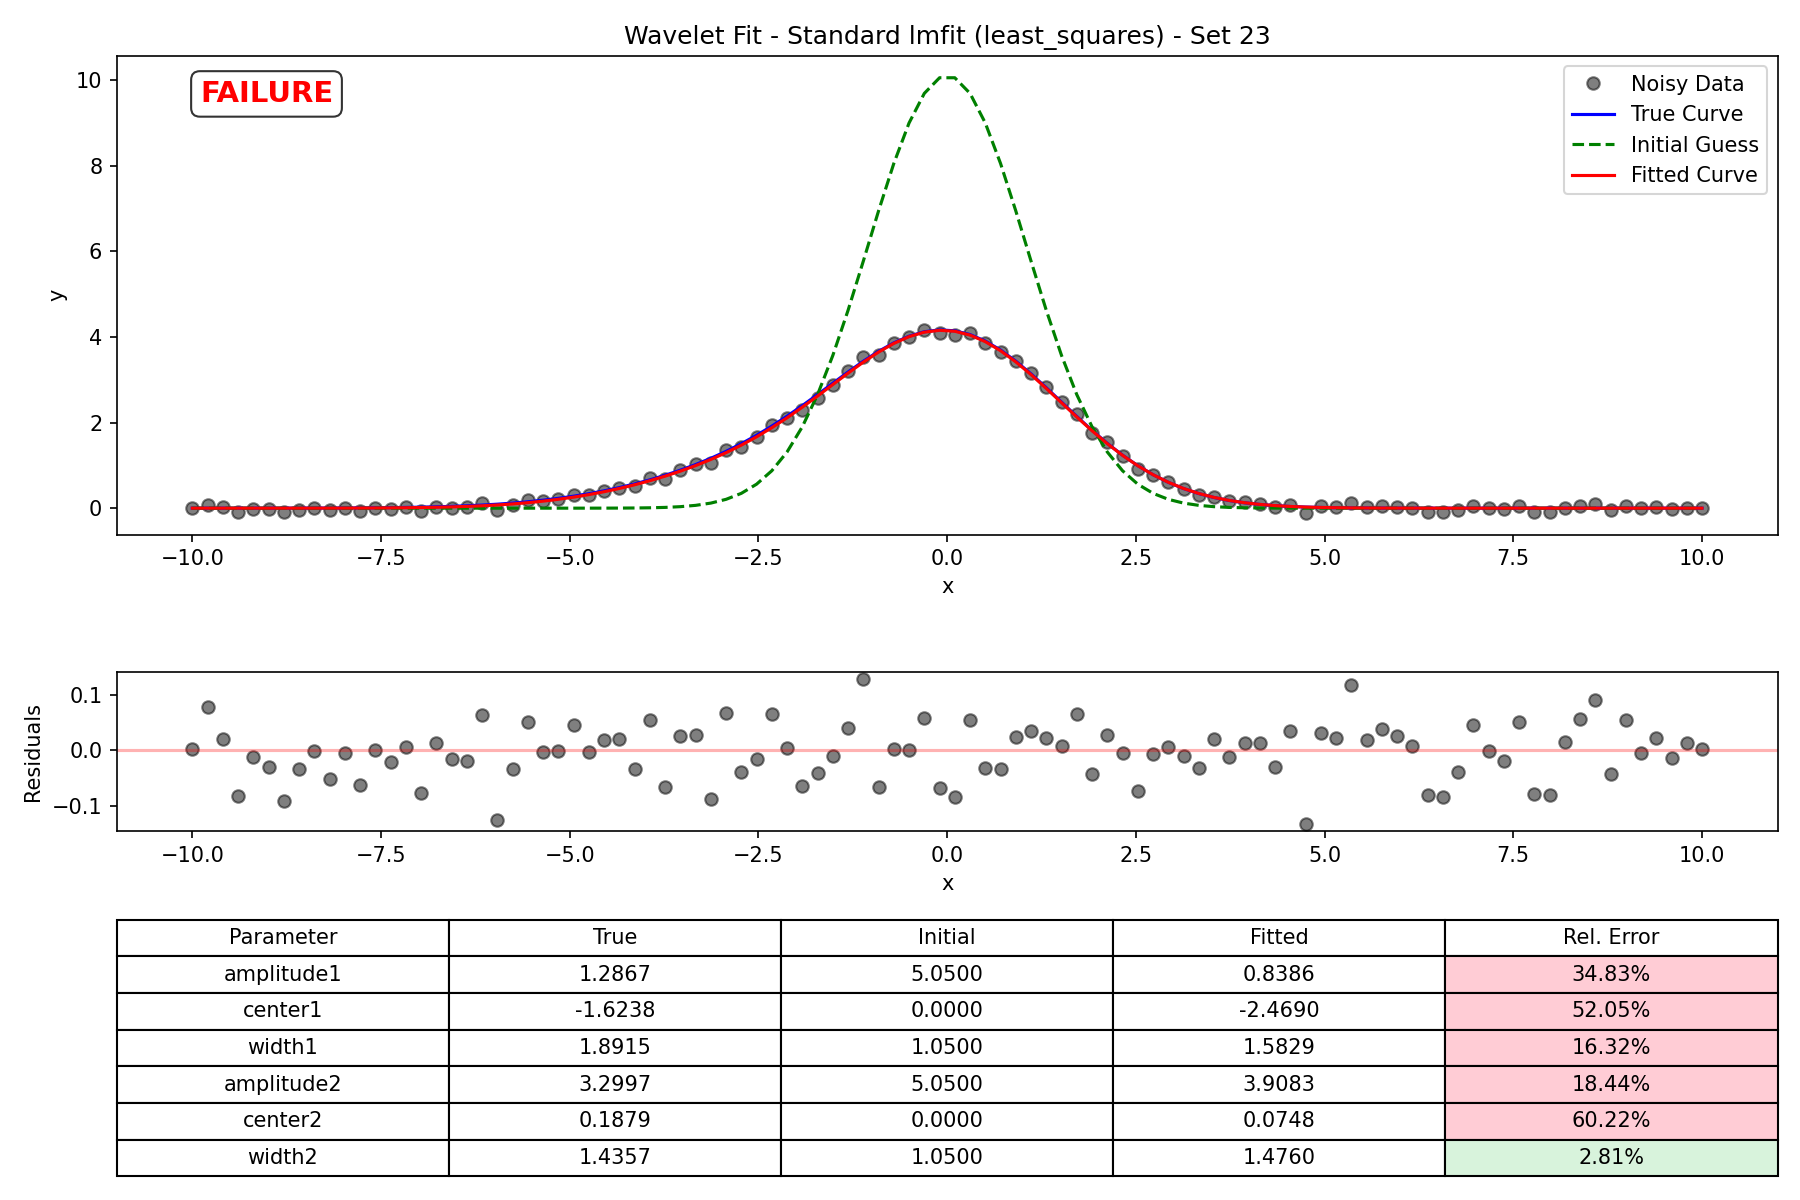 Wavelet Fit - Standard lmfit (least_squares) - Set 23
FAILURE
Noisy Data
True Curve
Initial Guess
Fitted Curve
10
8
6
4
2
0
y
−10.0 −7.5 −5.0 −2.5 0.0 2.5 5.0 7.5 10.0
x
0.1
0.0
−0.1
Residuals
−10.0 −7.5 −5.0 −2.5 0.0 2.5 5.0 7.5 10.0
x
Parameter True Initial Fitted Rel. Error
amplitude1 1.2867 5.0500 0.8386 34.83%
center1 -1.6238 0.0000 -2.4690 52.05%
width1 1.8915 1.0500 1.5829 16.32%
amplitude2 3.2997 5.0500 3.9083 18.44%
center2 0.1879 0.0000 0.0748 60.22%
width2 1.4357 1.0500 1.4760 2.81%